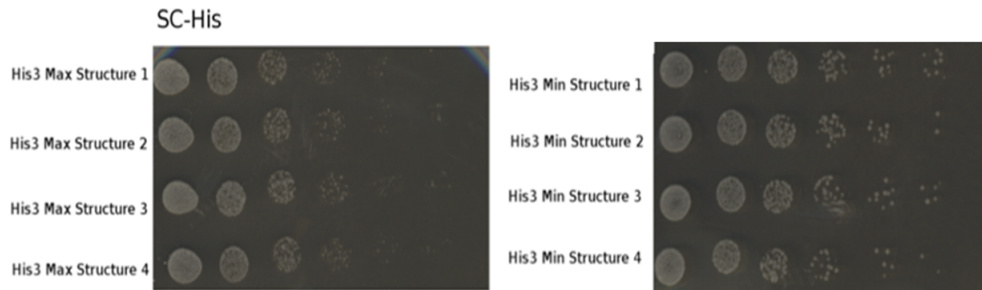 SC-His
His3 Max Structure 1
His3 Max Structure 2
His3 Max Structure 3
His3 Max Structure 4
His3 Min Structure 1
His3 Min Structure 2
His3 Min Structure 3
His3 Min Structure 4